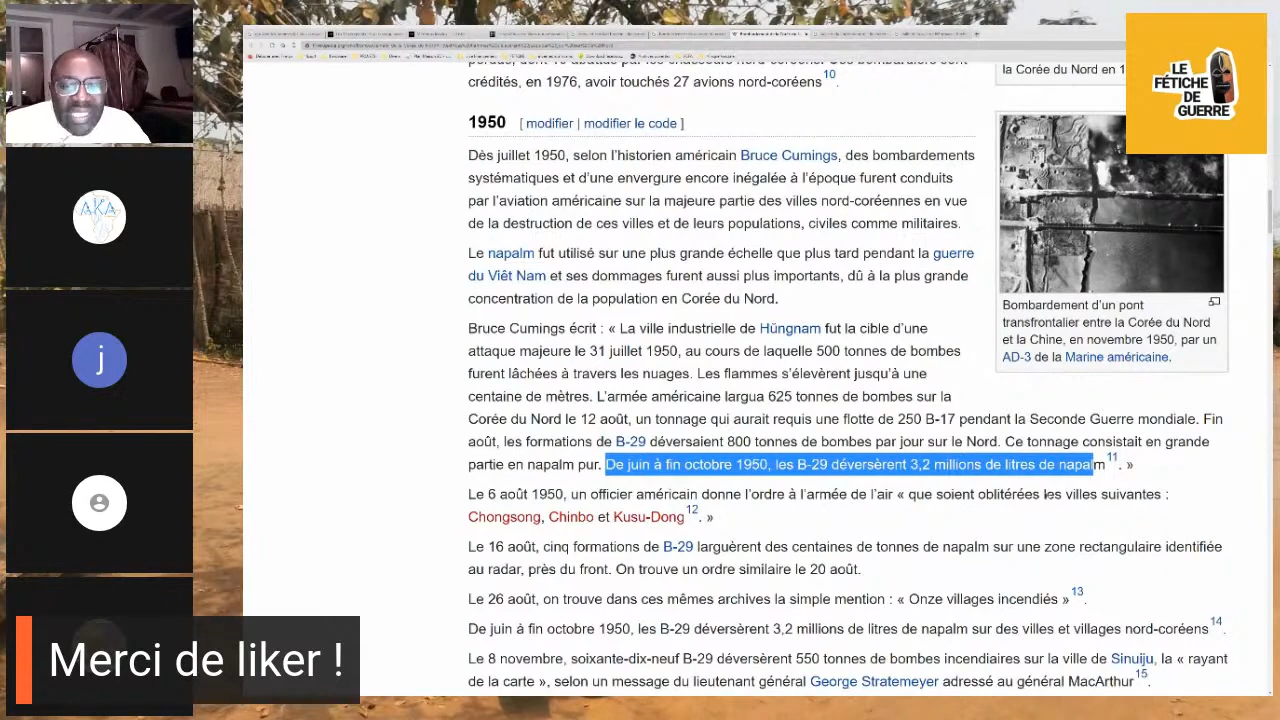 crédités, en 1976, avoir touchés 27 avions nord-coréens 10.
la Corée du Nord en 1
LE
FÉTICHE
DE
GUERRE
1950 [ modifier | modifier le code ]
Dès juillet 1950, selon l'historien américain Bruce Cumings, des bombardements
systématiques et d'une envergure encore inégalée à l'époque furent conduits
par l'aviation américaine sur la majeure partie des villes nord-coréennes en vue
de la destruction de ces villes et de leurs populations, civiles comme militaires.
Le napalm fut utilisé sur une plus grande échelle que plus tard pendant la guerre
du Viêt Nam et ses dommages furent aussi plus importants, dû à la plus grande
concentration de la population en Corée du Nord.
Bombardement d'un pont
transfrontalier entre la Corée du Nord
et la Chine, en novembre 1950, par un
AD-3 de la Marine américaine.
Bruce Cumings écrit : « La ville industrielle de Hŭngnam fut la cible d'une
attaque majeure le 31 juillet 1950, au cours de laquelle 500 tonnes de bombes
furent lâchées à travers les nuages. Les flammes s'élevèrent jusqu'à une
centaine de mètres. L'armée américaine largua 625 tonnes de bombes sur la
Corée du Nord le 12 août, un tonnage qui aurait requis une flotte de 250 B-17 pendant la Seconde Guerre mondiale. Fin
août, les formations de B-29 déversaient 800 tonnes de bombes par jour sur le Nord. Ce tonnage consistait en grande
partie en napalm pur. De juin à fin octobre 1950, les B-29 déversèrent 3,2 millions de litres de napalm 11. »
Le 6 août 1950, un officier américain donne l'ordre à l'armée de l'air « que soient oblitérées les villes suivantes :
Chongsong, Chinbo et Kusu-Dong 12. »
Le 16 août, cinq formations de B-29 larguèrent des centaines de tonnes de napalm sur une zone rectangulaire identifiée
au radar, près du front. On trouve un ordre similaire le 20 août.
Le 26 août, on trouve dans ces mêmes archives la simple mention : « Onze villages incendiés » 13.
De juin à fin octobre 1950, les B-29 déversèrent 3,2 millions de litres de napalm sur des villes et villages nord-coréens 14.
Le 8 novembre, soixante-dix-neuf B-29 déversèrent 550 tonnes de bombes incendiaires sur la ville de Sinuiju, la « rayant
de la carte », selon un message du lieutenant général George Stratemeyer adressé au général MacArthur 15.
AKA
j
Merci de liker !